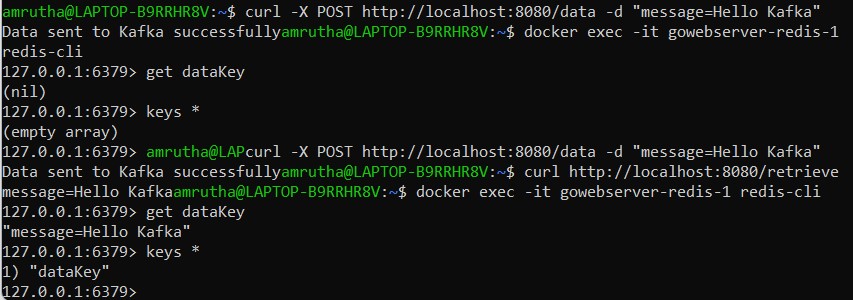 amrutha@LAPTOP-B9RRHR8V:~$ curl -X POST http://localhost:8080/data -d "message=Hello Kafka"
Data sent to Kafka successfullyamrutha@LAPTOP-B9RRHR8V:~$ docker exec -it gowebserver-redis-1
redis-cli
127.0.0.1:6379> get dataKey
(nil)
127.0.0.1:6379> keys *
(empty array)
127.0.0.1:6379> amrutha@LAPcurl -X POST http://localhost:8080/data -d "message=Hello Kafka"
Data sent to Kafka successfullyamrutha@LAPTOP-B9RRHR8V:~$ curl http://localhost:8080/retrieve
message=Hello Kafkaamrutha@LAPTOP-B9RRHR8V:~$ docker exec -it gowebserver-redis-1 redis-cli
127.0.0.1:6379> get dataKey
"message=Hello Kafka"
127.0.0.1:6379> keys *
1) "dataKey"
127.0.0.1:6379>